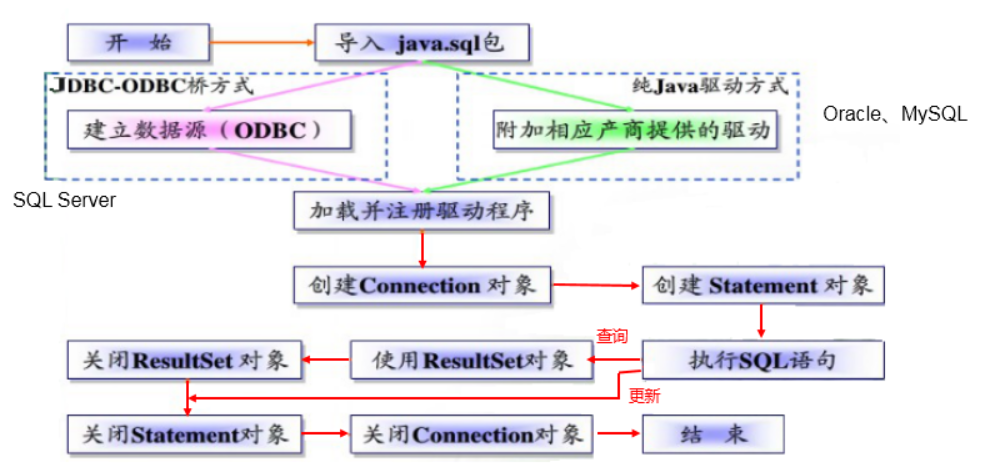 开 始
导入 java.sql包
JDBC-ODBC桥方式
纯Java驱动方式
建立数据源（ODBC）
附加相应产商提供的驱动
Oracle、MySQL
SQL Server
加载并注册驱动程序
创建Connection 对象
创建 Statement 对象
查询
关闭ResultSet 对象
使用ResultSet对象
执行SQL语句
更新
关闭Statement对象
关闭Connection对象
结 束